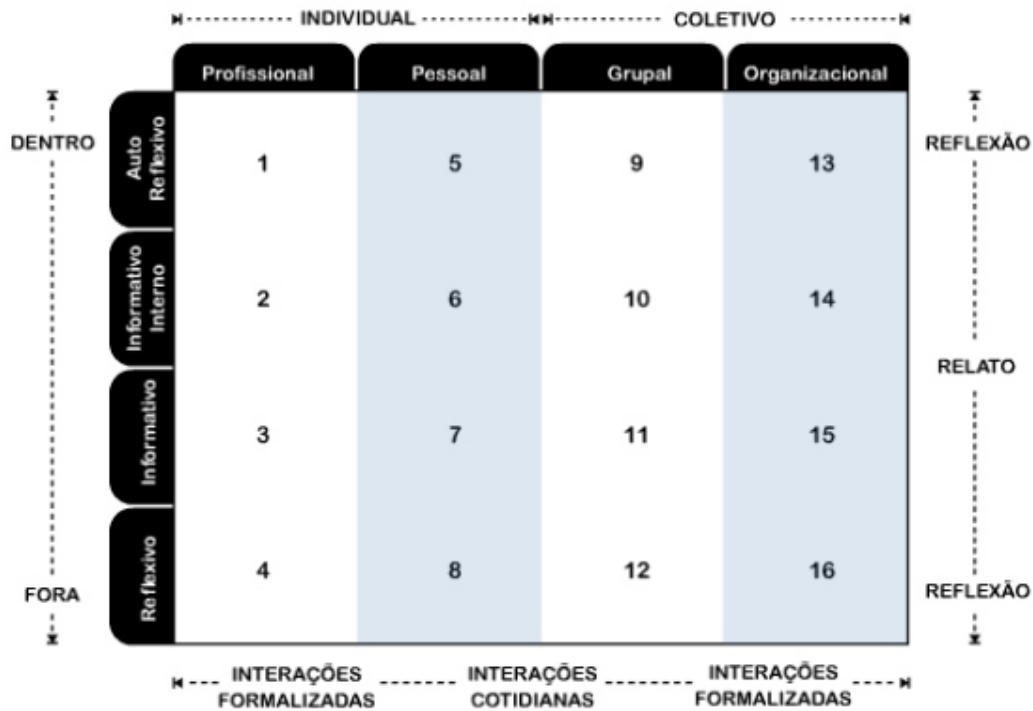 INDIVIDUAL COLETIVO
Profissional Pessoal Grupal Organizacional
DENTRO
Auto
Reflexivo
1 5 9 13
REFLEXÃO
Informativo
Interno
2 6 10 14
RELATO
Informativo
3 7 11 15
Reflexivo
4 8 12 16
FORA
REFLEXÃO
INTERAÇÕES INTERAÇÕES INTERAÇÕES
FORMALIZADAS COTIDIANAS FORMALIZADAS